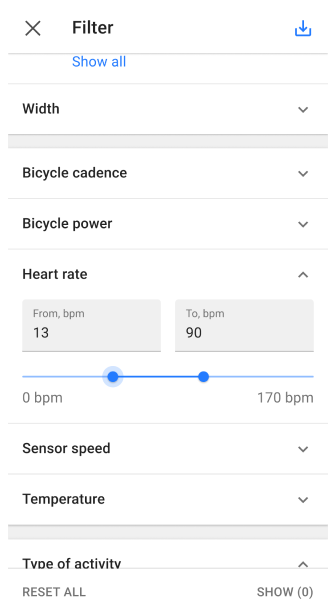 Filter
Show all
Width
Bicycle cadence
Bicycle power
Heart rate
From, bpm
To, bpm
13
90
0 bpm
170 bpm
Sensor speed
Temperature
Type of activity
RESET ALL
SHOW (0)